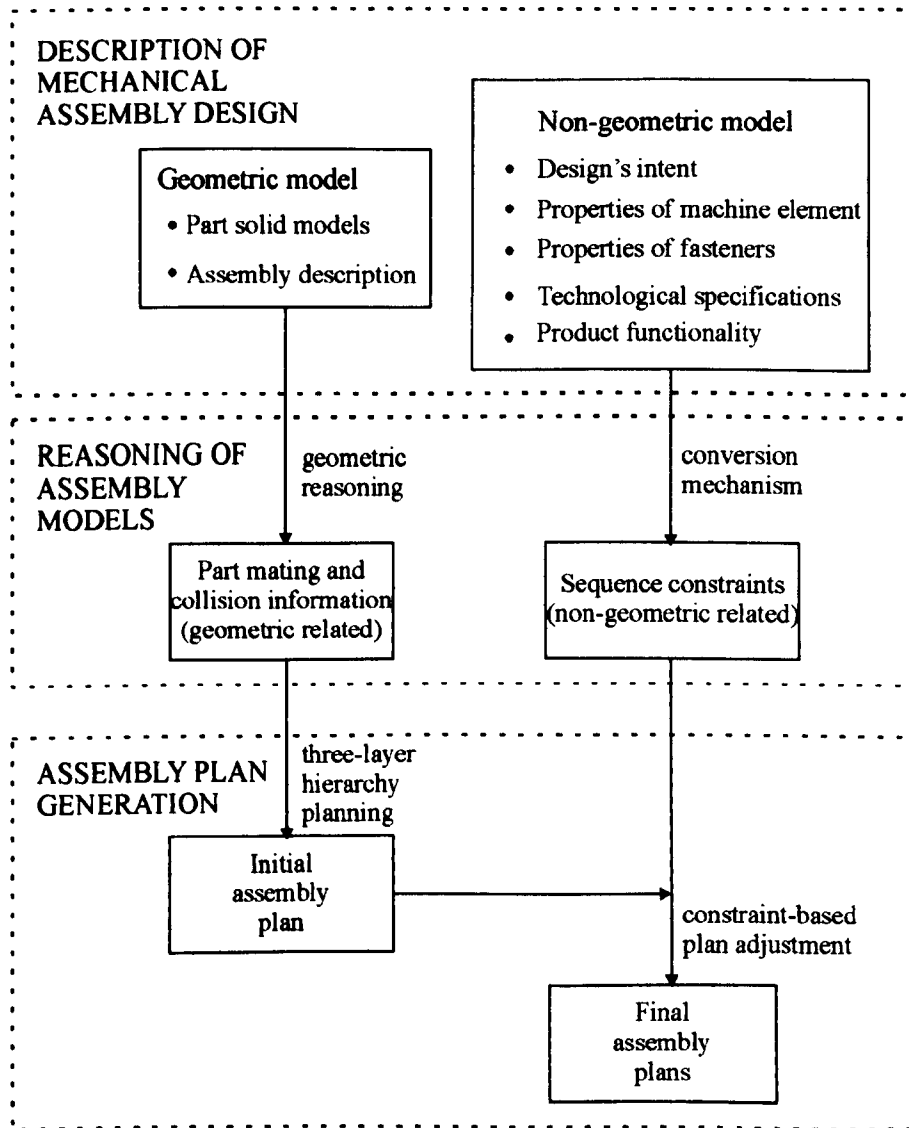 DESCRIPTION OF
MECHANICAL
ASSEMBLY DESIGN
Geometric model
• Part solid models
• Assembly description
Non-geometric model
• Design's intent
• Properties of machine element
• Properties of fasteners
• Technological specifications
• Product functionality
REASONING OF
ASSEMBLY
MODELS
geometric
reasoning
conversion
mechanism
Part mating and
collision information
(geometric related)
Sequence constraints
(non-geometric related)
ASSEMBLY PLAN
GENERATION
three-layer
hierarchy
planning
Initial
assembly
plan
constraint-based
plan adjustment
Final
assembly
plans